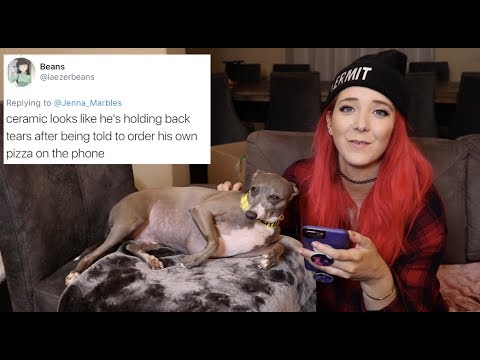 Beans
@laezerbeans
Replying to @Jenna_Marbles
ceramic looks like he's holding back
tears after being told to order his own
pizza on the phone
KERMIT